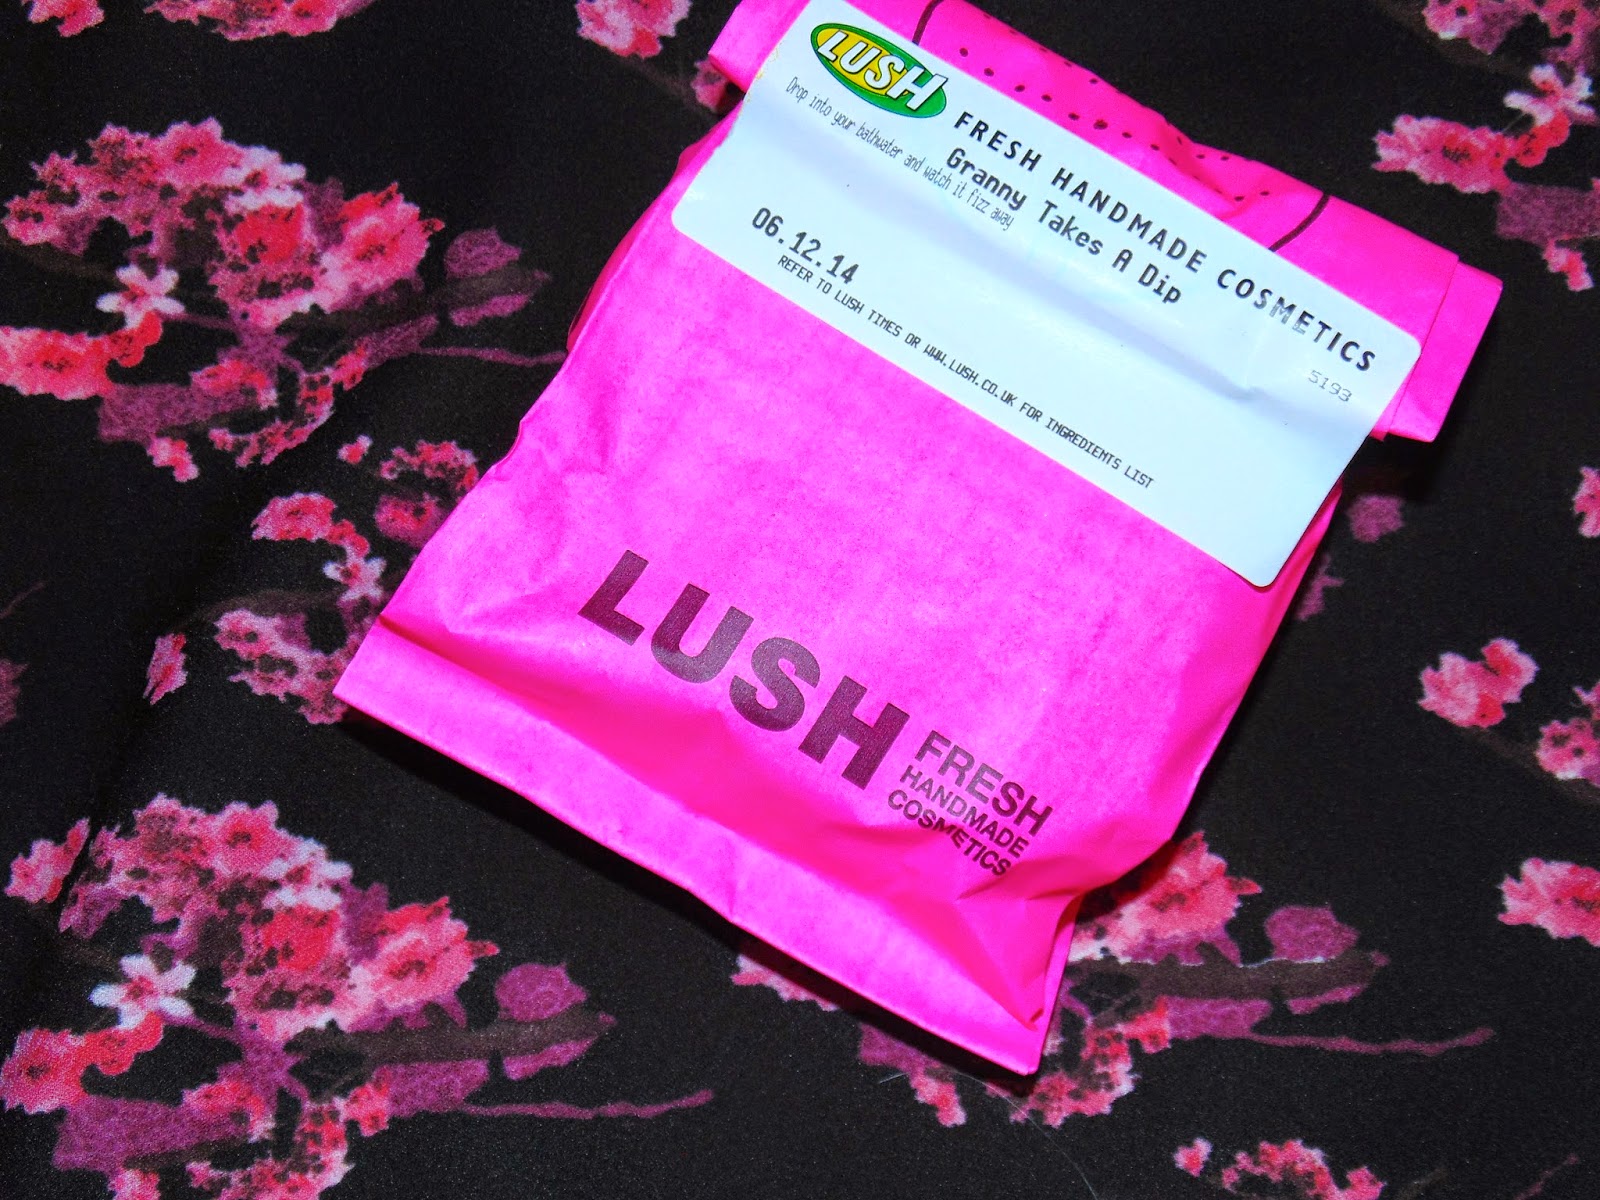 LUSH
FRESH HANDMADE COSMETICS
Granny Takes A Dip
Drop into your bathwater and watch it fizz away
5193
06.12.14
REFER TO LUSH TIMES OR WWW.LUSH.CO.UK FOR INGREDIENTS LIST
LUSH
FRESH
HANDMADE
COSMETICS